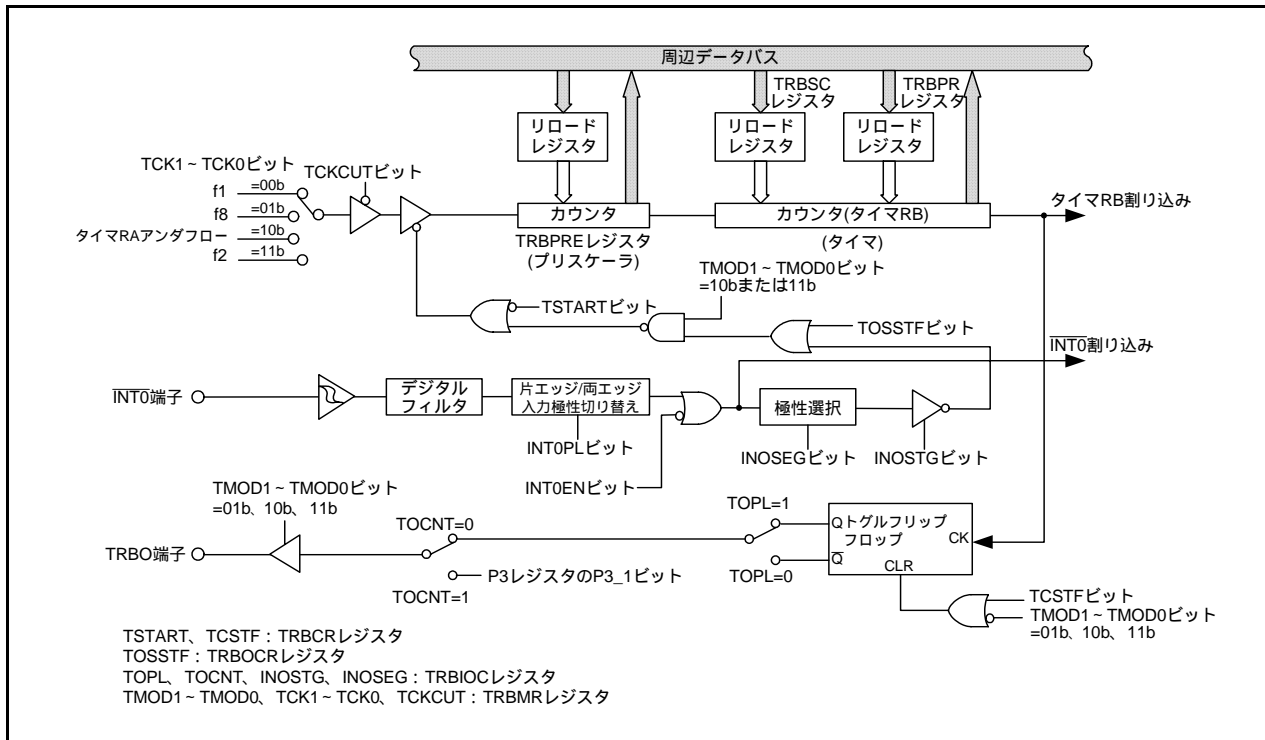 周辺データバス
TRBSC
レジスタ
TRBPR
レジスタ
リロード
レジスタ
リロード
レジスタ
リロード
レジスタ
TCK1～TCK0ビット
TCKCUTビット
f1
=00b
f8
=01b
タイマRAアンダフロー
=10b
f2
=11b
カウンタ
カウンタ(タイマRB)
タイマRB割り込み
TRBPREレジスタ
(プリスケーラ)
(タイマ)
TMOD1～TMOD0ビット
=10bまたは11b
TSTARTビット
TOSSTFビット
INT0割り込み
INT0端子
デジタル
フィルタ
片エッジ/両エッジ
入力極性切り替え
極性選択
INT0PLビット
INOSEGビット
INOSTGビット
INT0ENビット
TMOD1～TMOD0ビット
=01b、10b、11b
TOCNT=0
TOPL=1
Q
トグルフリップ
フロップ
CK
Q
CLR
TRBO端子
P3レジスタのP3_1ビット
TOCNT=1
TOPL=0
TCSTFビット
TMOD1～TMOD0ビット
=01b、10b、11b
TSTART、TCSTF：TRBCRレジスタ
TOSSTF：TRBOCRレジスタ
TOPL、TOCNT、INOSTG、INOSEG：TRBIOCレジスタ
TMOD1～TMOD0、TCK1～TCK0、TCKCUT：TRBMRレジスタ